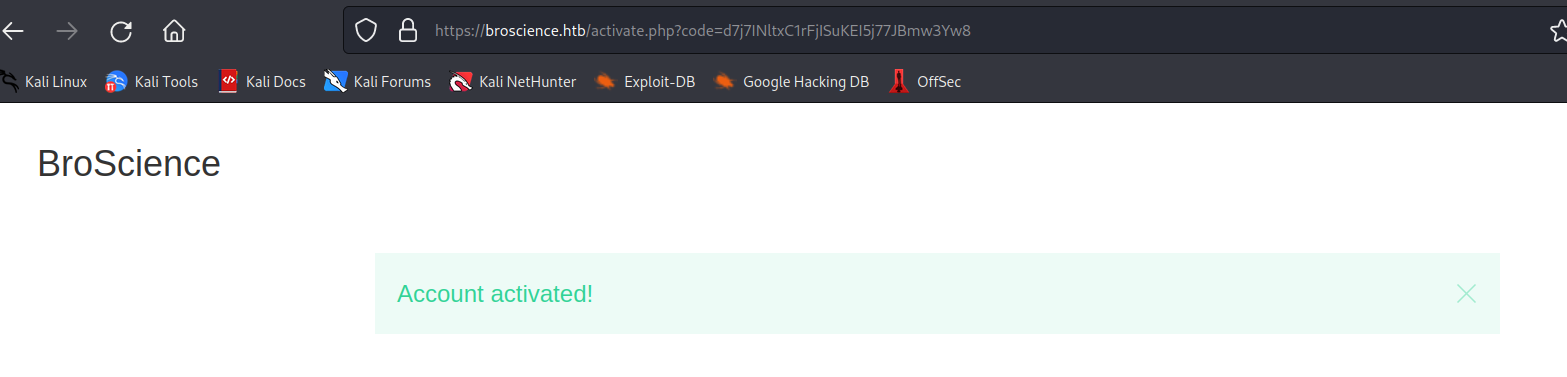 https://broscience.htb/activate.php?code=d7j7INltxC1rFjISuKEI5j77JBmw3Yw8
Kali Linux Kali Tools Kali Docs Kali Forums Kali NetHunter Exploit-DB Google Hacking DB OffSec
BroScience
Account activated!